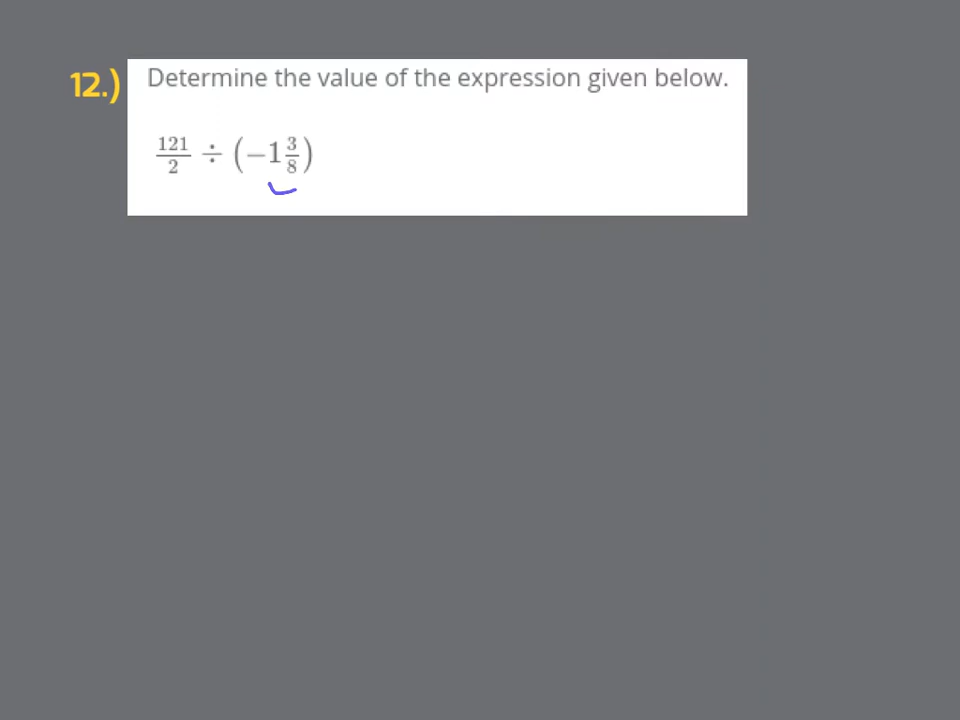 12.) Determine the value of the expression given below.
121/2 ÷ (−1 3/8)